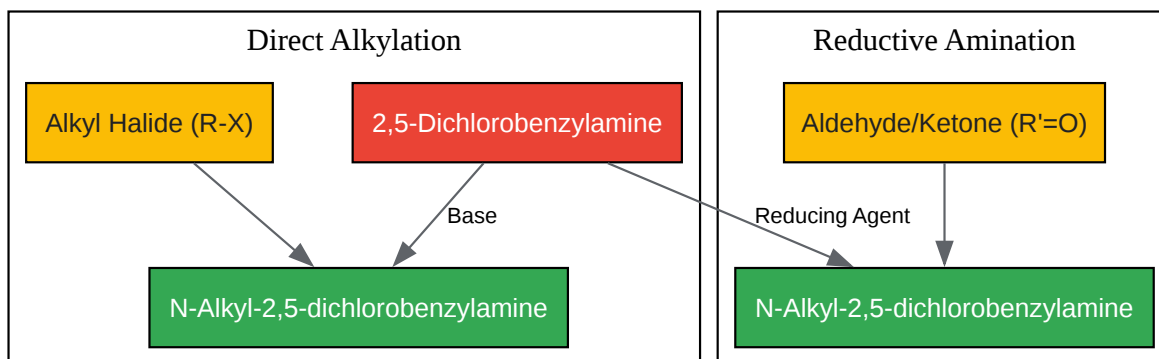 Direct Alkylation
Reductive Amination
Alkyl Halide (R-X)
2,5-Dichlorobenzylamine
Aldehyde/Ketone (R'=O)
Base
Reducing Agent
N-Alkyl-2,5-dichlorobenzylamine
N-Alkyl-2,5-dichlorobenzylamine